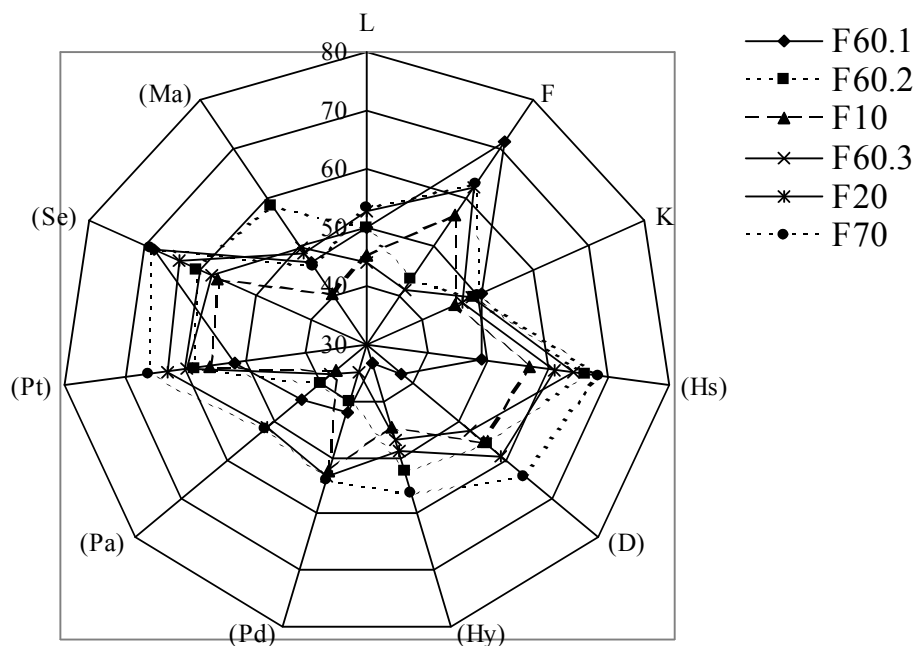 L
80
F60.1
F60.2
F10
F60.3
F20
F70
(Ma)
F
70
60
(Se)
K
50
40
30
(Pt)
(Hs)
(Pa)
(D)
(Pd)
(Hy)